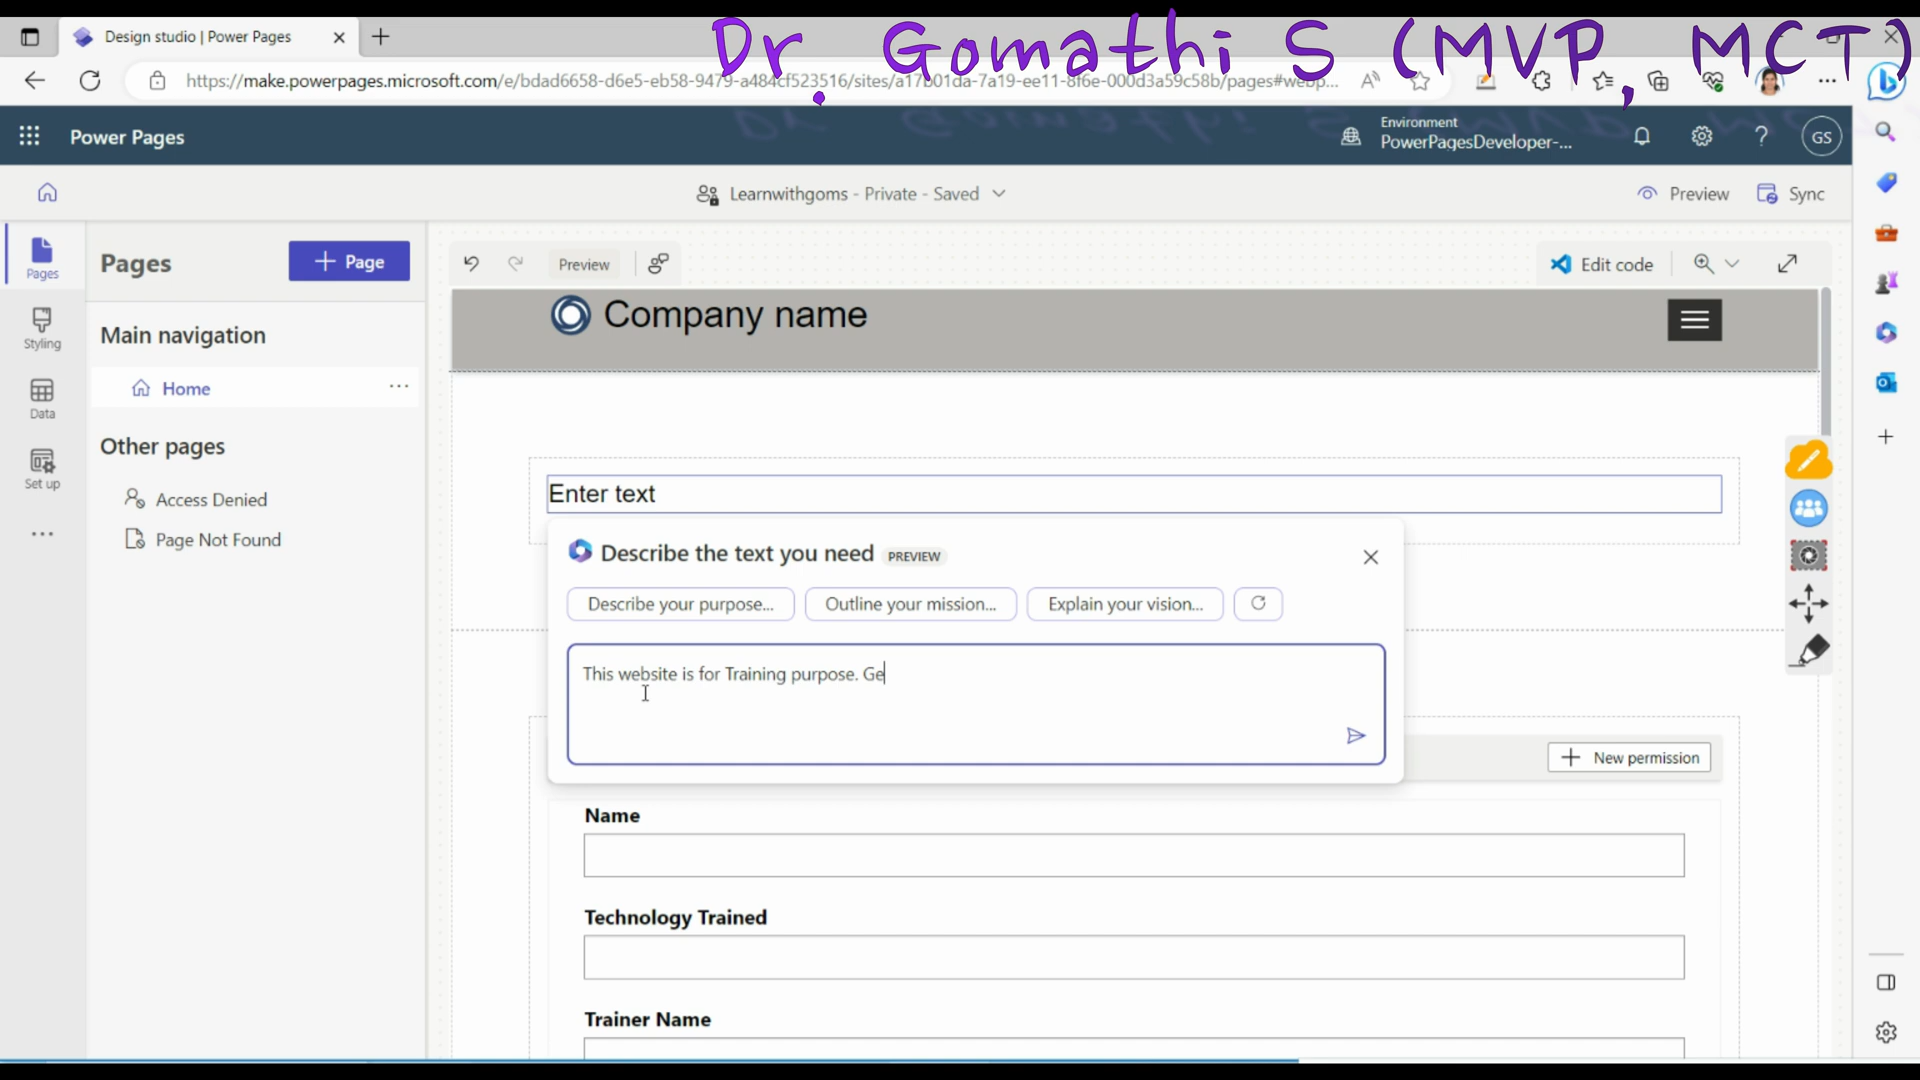 Dr. Gomathi S (MVP, MCT)
Design studio | Power Pages
https://make.powerpages.microsoft.com/e/bdad6658-d6e5-eb58-9479-a484cf523516/sites/a17b01da-7a19-ee11-8f6e-000d3a59c58b/pages#webp...
Power Pages
Environment
PowerPagesDeveloper-...
GS
Learnwithgoms - Private - Saved
Preview
Sync
Pages
Styling
Data
Set up
Pages
+ Page
Main navigation
Home
Other pages
Access Denied
Page Not Found
Preview
Edit code
Company name
Enter text
Describe the text you need PREVIEW
Describe your purpose...
Outline your mission...
Explain your vision...
This website is for Training purpose. Ge
+ New permission
Name
Technology Trained
Trainer Name